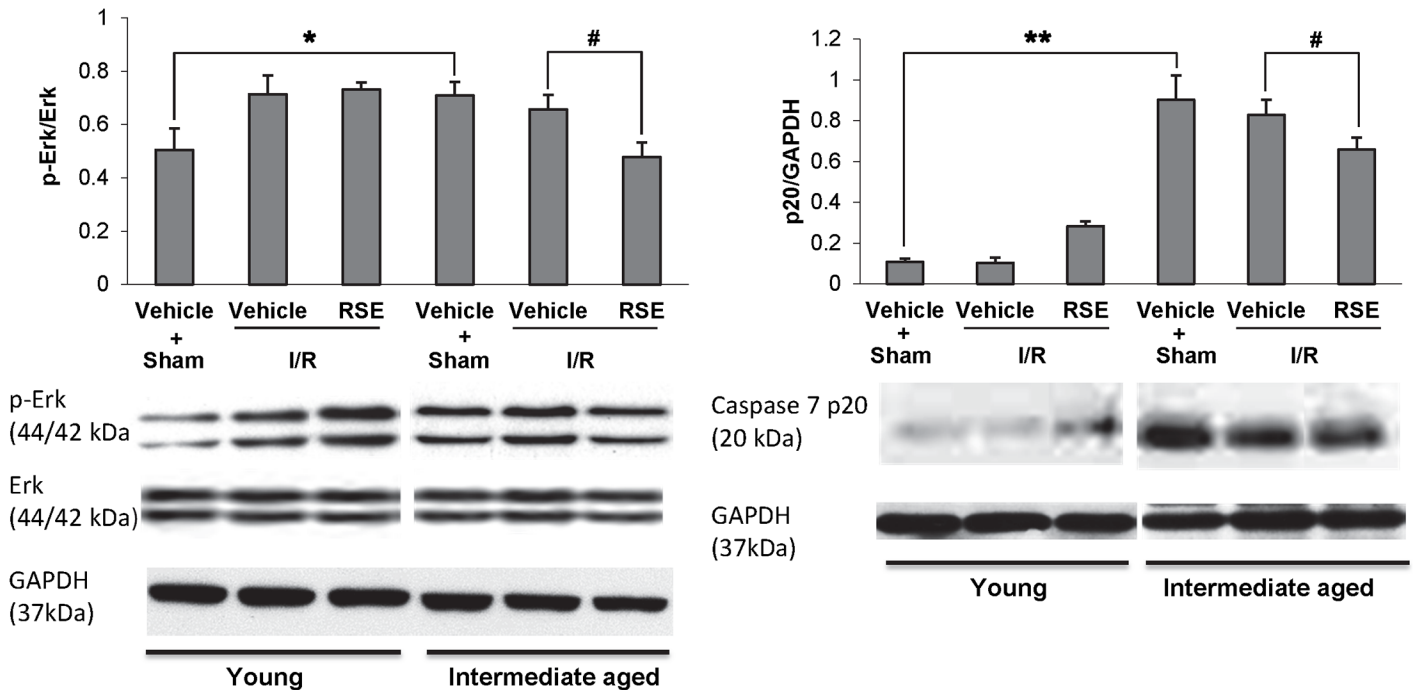 1
0.8
0.6
0.4
0.2
0
p-Erk/Erk
*
#
Vehicle Vehicle RSE Vehicle Vehicle RSE
+ +
Sham I/R Sham I/R
p-Erk
(44/42 kDa
Erk
(44/42 kDa)
GAPDH
(37kDa)
Young Intermediate aged
1.2
1
0.8
0.6
0.4
0.2
0
p20/GAPDH
**
#
Vehicle Vehicle RSE Vehicle Vehicle RSE
+ +
Sham I/R Sham I/R
Caspase 7 p20
(20 kDa)
GAPDH
(37kDa)
Young Intermediate aged